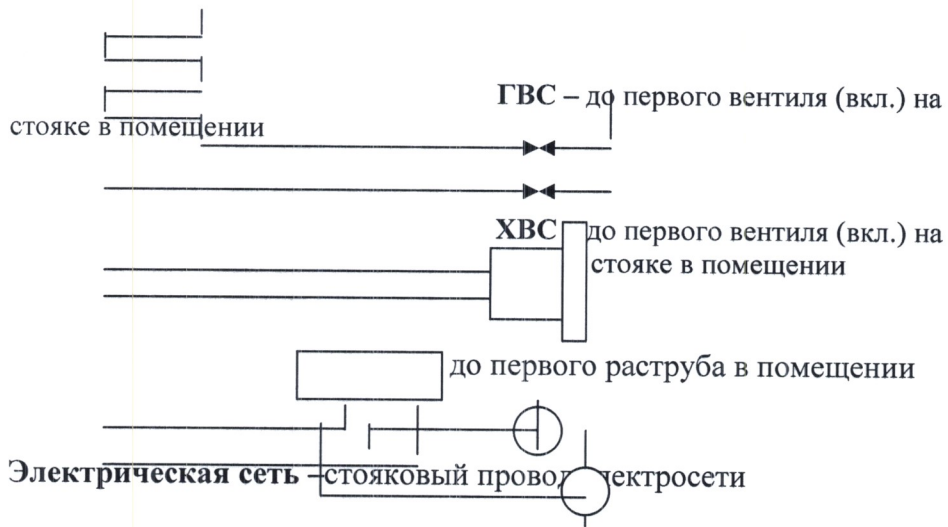 ГВС – до первого вентиля (вкл.) на
стояке в помещении
ХВС до первого вентиля (вкл.) на
стояке в помещении
до первого раструба в помещении
Электрическая сеть – стояковый провод электросети